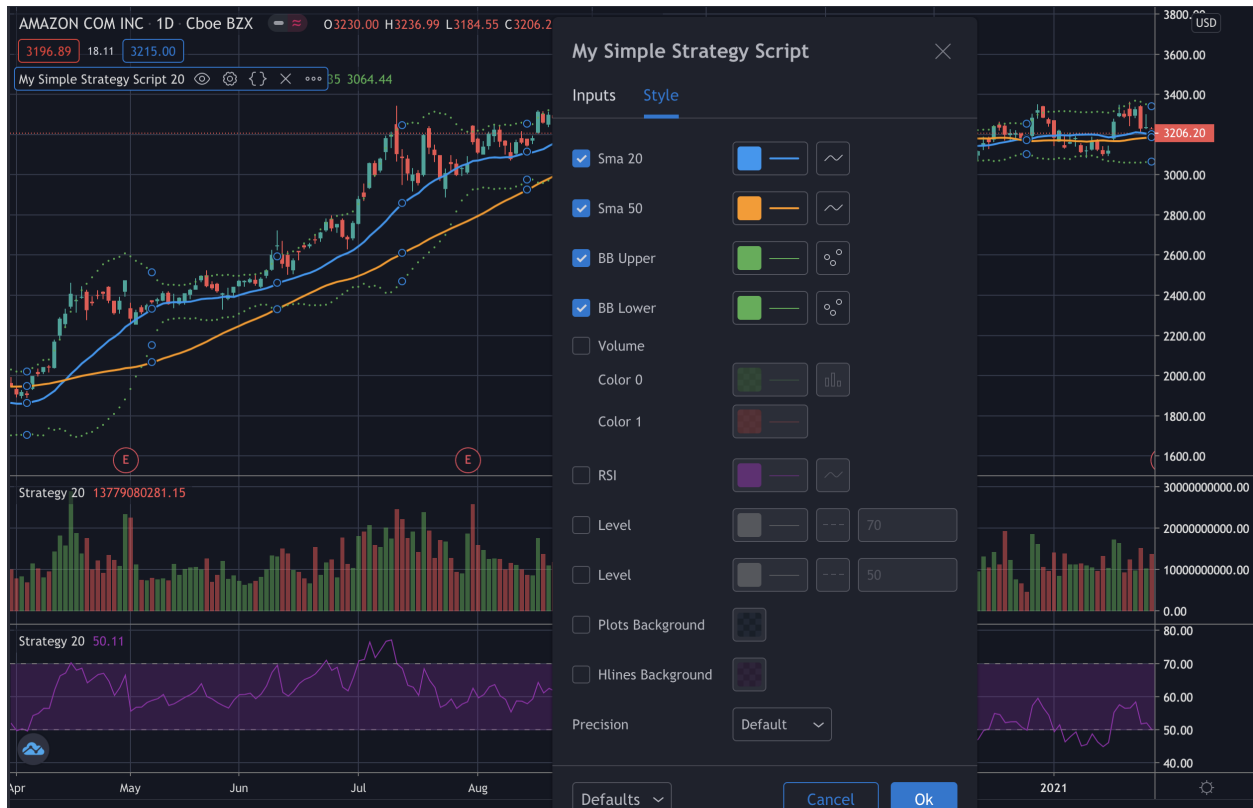 AMAZON COM INC · 1D · Cboe BZX O3230.00 H3236.99 L3184.55 C3206.2
3196.89 18.11 3215.00
My Simple Strategy Script 20 35 3064.44
My Simple Strategy Script
Inputs Style
Sma 20
Sma 50
BB Upper
BB Lower
Volume
Color 0
Color 1
RSI
Level 70
Level 50
Plots Background
Hlines Background
Precision Default
Defaults Cancel Ok
E E
Strategy 20 13779080281.15
Strategy 20 50.11
Apr May Jun Jul Aug 2021
USD
3800.00
3600.00
3400.00
3206.20
3000.00
2800.00
2600.00
2400.00
2200.00
2000.00
1800.00
1600.00
30000000000.00
20000000000.00
10000000000.00
0.00
80.00
70.00
60.00
50.00
40.00